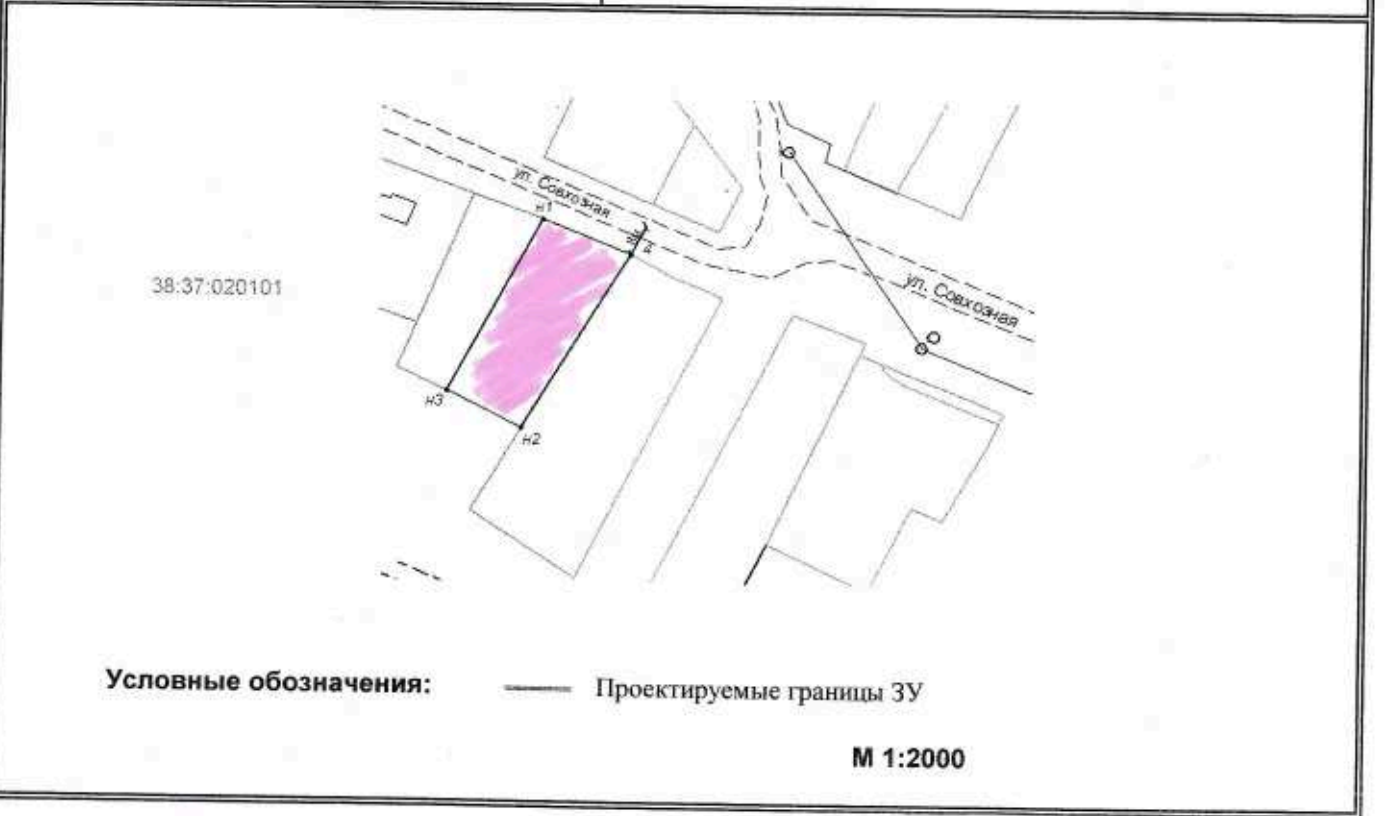 ул. Совхозная
н1
38:37:020101
ул. Совхозная
н3
н2
Условные обозначения:
Проектируемые границы ЗУ
М 1:2000